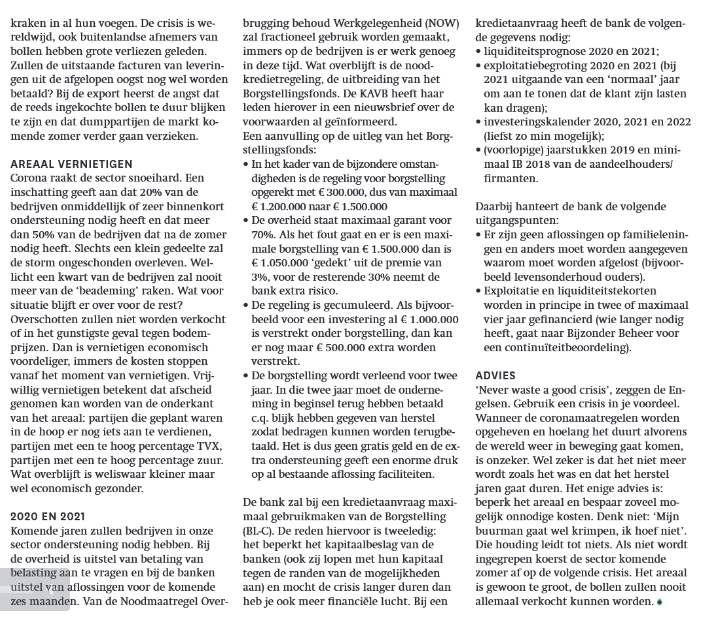 kraken in al hun voegen. De crisis is we-
reldwijd, ook buitenlandse afnemers van
bollen hebben grote verliezen geleden.
Zullen de uitstaande facturen van leverin-
gen uit de afgelopen oogst nog wel worden
betaald? Bij de export heerst de angst dat
de reeds ingekochte bollen te duur blijken
te zijn en dat dumppartijen de markt ko-
mende zomer verder gaan verzieken.
AREAAL VERNIETIGEN
Corona raakt de sector snoeihard. Een
inschatting geeft aan dat 20% van de
bedrijven onmiddellijk of zeer binnenkort
ondersteuning nodig heeft en dat meer
dan 50% van de bedrijven dat na de zomer
nodig heeft. Slechts een klein gedeelte zal
de storm ongeschonden overleven. Wel-
licht een kwart van de bedrijven zal nooit
meer van de 'beademing' raken. Wat voor
situatie blijft er over voor de rest?
Overschotten zullen niet worden verkocht
of in het gunstigste geval tegen bodem-
prijzen. Dan is vernietigen economisch
voordeliger, immers de kosten stoppen
vanaf het moment van vernietigen. Vrij-
willig vernietigen betekent dat afscheid
genomen kan worden van de onderkant
van het areaal: partijen die geplant waren
in de hoop er nog iets aan te verdienen,
partijen met een te hoog percentage TVX,
partijen met een te hoog percentage zuur.
Wat overblijft is weliswaar kleiner maar
wel economisch gezonder.
2020 EN 2021
Komende jaren zullen bedrijven in onze
sector ondersteuning nodig hebben. Bij
de overheid is uitstel van betaling van
belasting aan te vragen en bij de banken
uitstel van aflossingen voor de komende
zes maanden. Van de Noodmaatregel Over-
brugging behoud Werkgelegenheid (NOW)
zal fractioneel gebruik worden gemaakt,
immers op de bedrijven is er werk genoeg
in deze tijd. Wat overblijft is de nood-
kredietregeling, de uitbreiding van het
Borgstellingsfonds. De KAVB heeft haar
leden hierover in een nieuwsbrief over de
voorwaarden al geïnformeerd.
Een aanvulling op de uitleg van het Borg-
stellingsfonds:
• In het kader van de bijzondere omstan-
digheden is de regeling voor borgstelling
opgerekt met € 300.000, dus van maximaal
€ 1.200.000 naar € 1.500.000
• De overheid staat maximaal garant voor
70%. Als het fout gaat en er is een maxi-
male borgstelling van € 1.500.000 dan is
€ 1.050.000 'gedekt' uit de premie van
3%, voor de resterende 30% neemt de
bank extra risico.
• De regeling is gecumuleerd. Als bijvoor-
beeld voor een investering al € 1.000.000
is verstrekt onder borgstelling, dan kan
er nog maar € 500.000 extra worden
verstrekt.
• De borgstelling wordt verleend voor twee
jaar. In die twee jaar moet de onderne-
ming in beginsel terug hebben betaald
c.q. blijk hebben gegeven van herstel
zodat bedragen kunnen worden terugbe-
taald. Het is dus geen gratis geld en de ex-
tra ondersteuning geeft een enorme druk
op al bestaande aflossing faciliteiten.
De bank zal bij een kredietaanvraag maxi-
maal gebruikmaken van de Borgstelling
(BL-C). De reden hiervoor is tweeledig:
het beperkt het kapitaalbeslag van de
banken (ook zij lopen met hun kapitaal
tegen de randen van de mogelijkheden
aan) en mocht de crisis langer duren dan
heb je ook meer financiële lucht. Bij een
kredietaanvraag heeft de bank de volgen-
de gegevens nodig:
• liquiditeitsprognose 2020 en 2021;
• exploitatiebegroting 2020 en 2021 (bij
2021 uitgaande van een 'normaal' jaar
om aan te tonen dat de klant zijn lasten
kan dragen);
• investeringskalender 2020, 2021 en 2022
(liefst zo min mogelijk);
• (voorlopige) jaarstukken 2019 en mini-
maal IB 2018 van de aandeelhouders/
firmanten.
Daarbij hanteert de bank de volgende
uitgangspunten:
• Er zijn geen aflossingen op familielenin-
gen en anders moet worden aangegeven
waarom moet worden afgelost (bijvoor-
beeld levensonderhoud ouders).
• Exploitatie en liquiditeitstekorten
worden in principe in twee of maximaal
vier jaar gefinancierd (wie langer nodig
heeft, gaat naar Bijzonder Beheer voor
een continuïteitbeoordeling).
ADVIES
'Never waste a good crisis', zeggen de En-
gelsen. Gebruik een crisis in je voordeel.
Wanneer de coronamaatregelen worden
opgeheven en hoelang het duurt alvorens
de wereld weer in beweging gaat komen,
is onzeker. Wel zeker is dat het niet meer
wordt zoals het was en dat het herstel
jaren gaat duren. Het enige advies is:
beperk het areaal en bespaar zoveel mo-
gelijk onnodige kosten. Denk niet: 'Mijn
buurman gaat wel krimpen, ik hoef niet'.
Die houding leidt tot niets. Als niet wordt
ingegrepen koerst de sector komende
zomer af op de volgende crisis. Het areaal
is gewoon te groot, de bollen zullen nooit
allemaal verkocht kunnen worden.